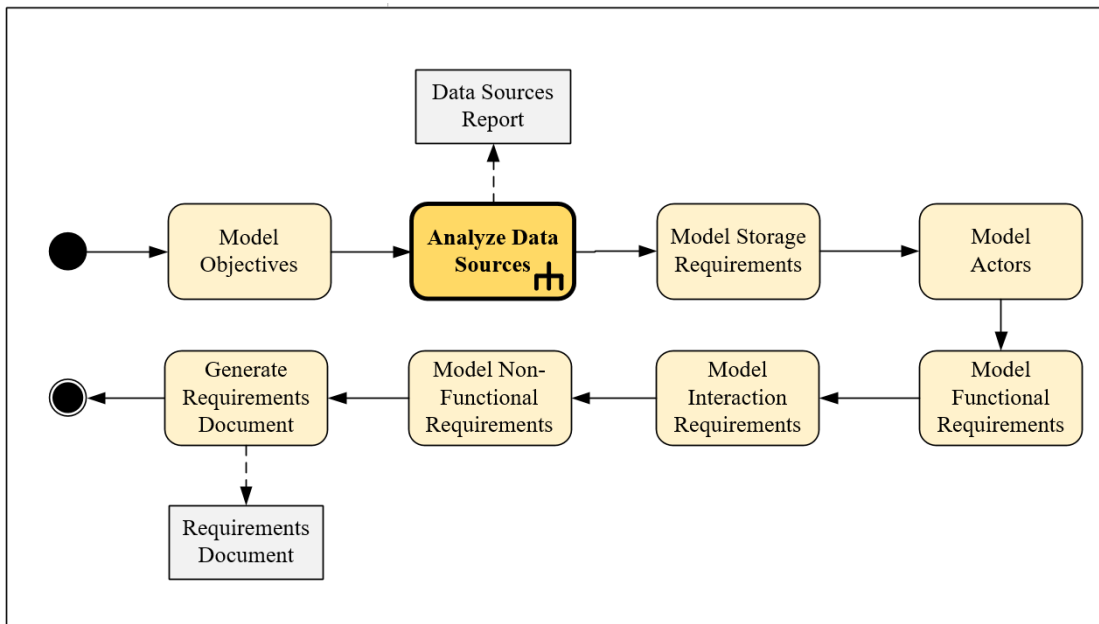 Data Sources
Report
Model
Objectives
Analyze Data
Sources
Model Storage
Requirements
Model
Actors
Generate
Requirements
Document
Model Non-
Functional
Requirements
Model
Interaction
Requirements
Model
Functional
Requirements
Requirements
Document